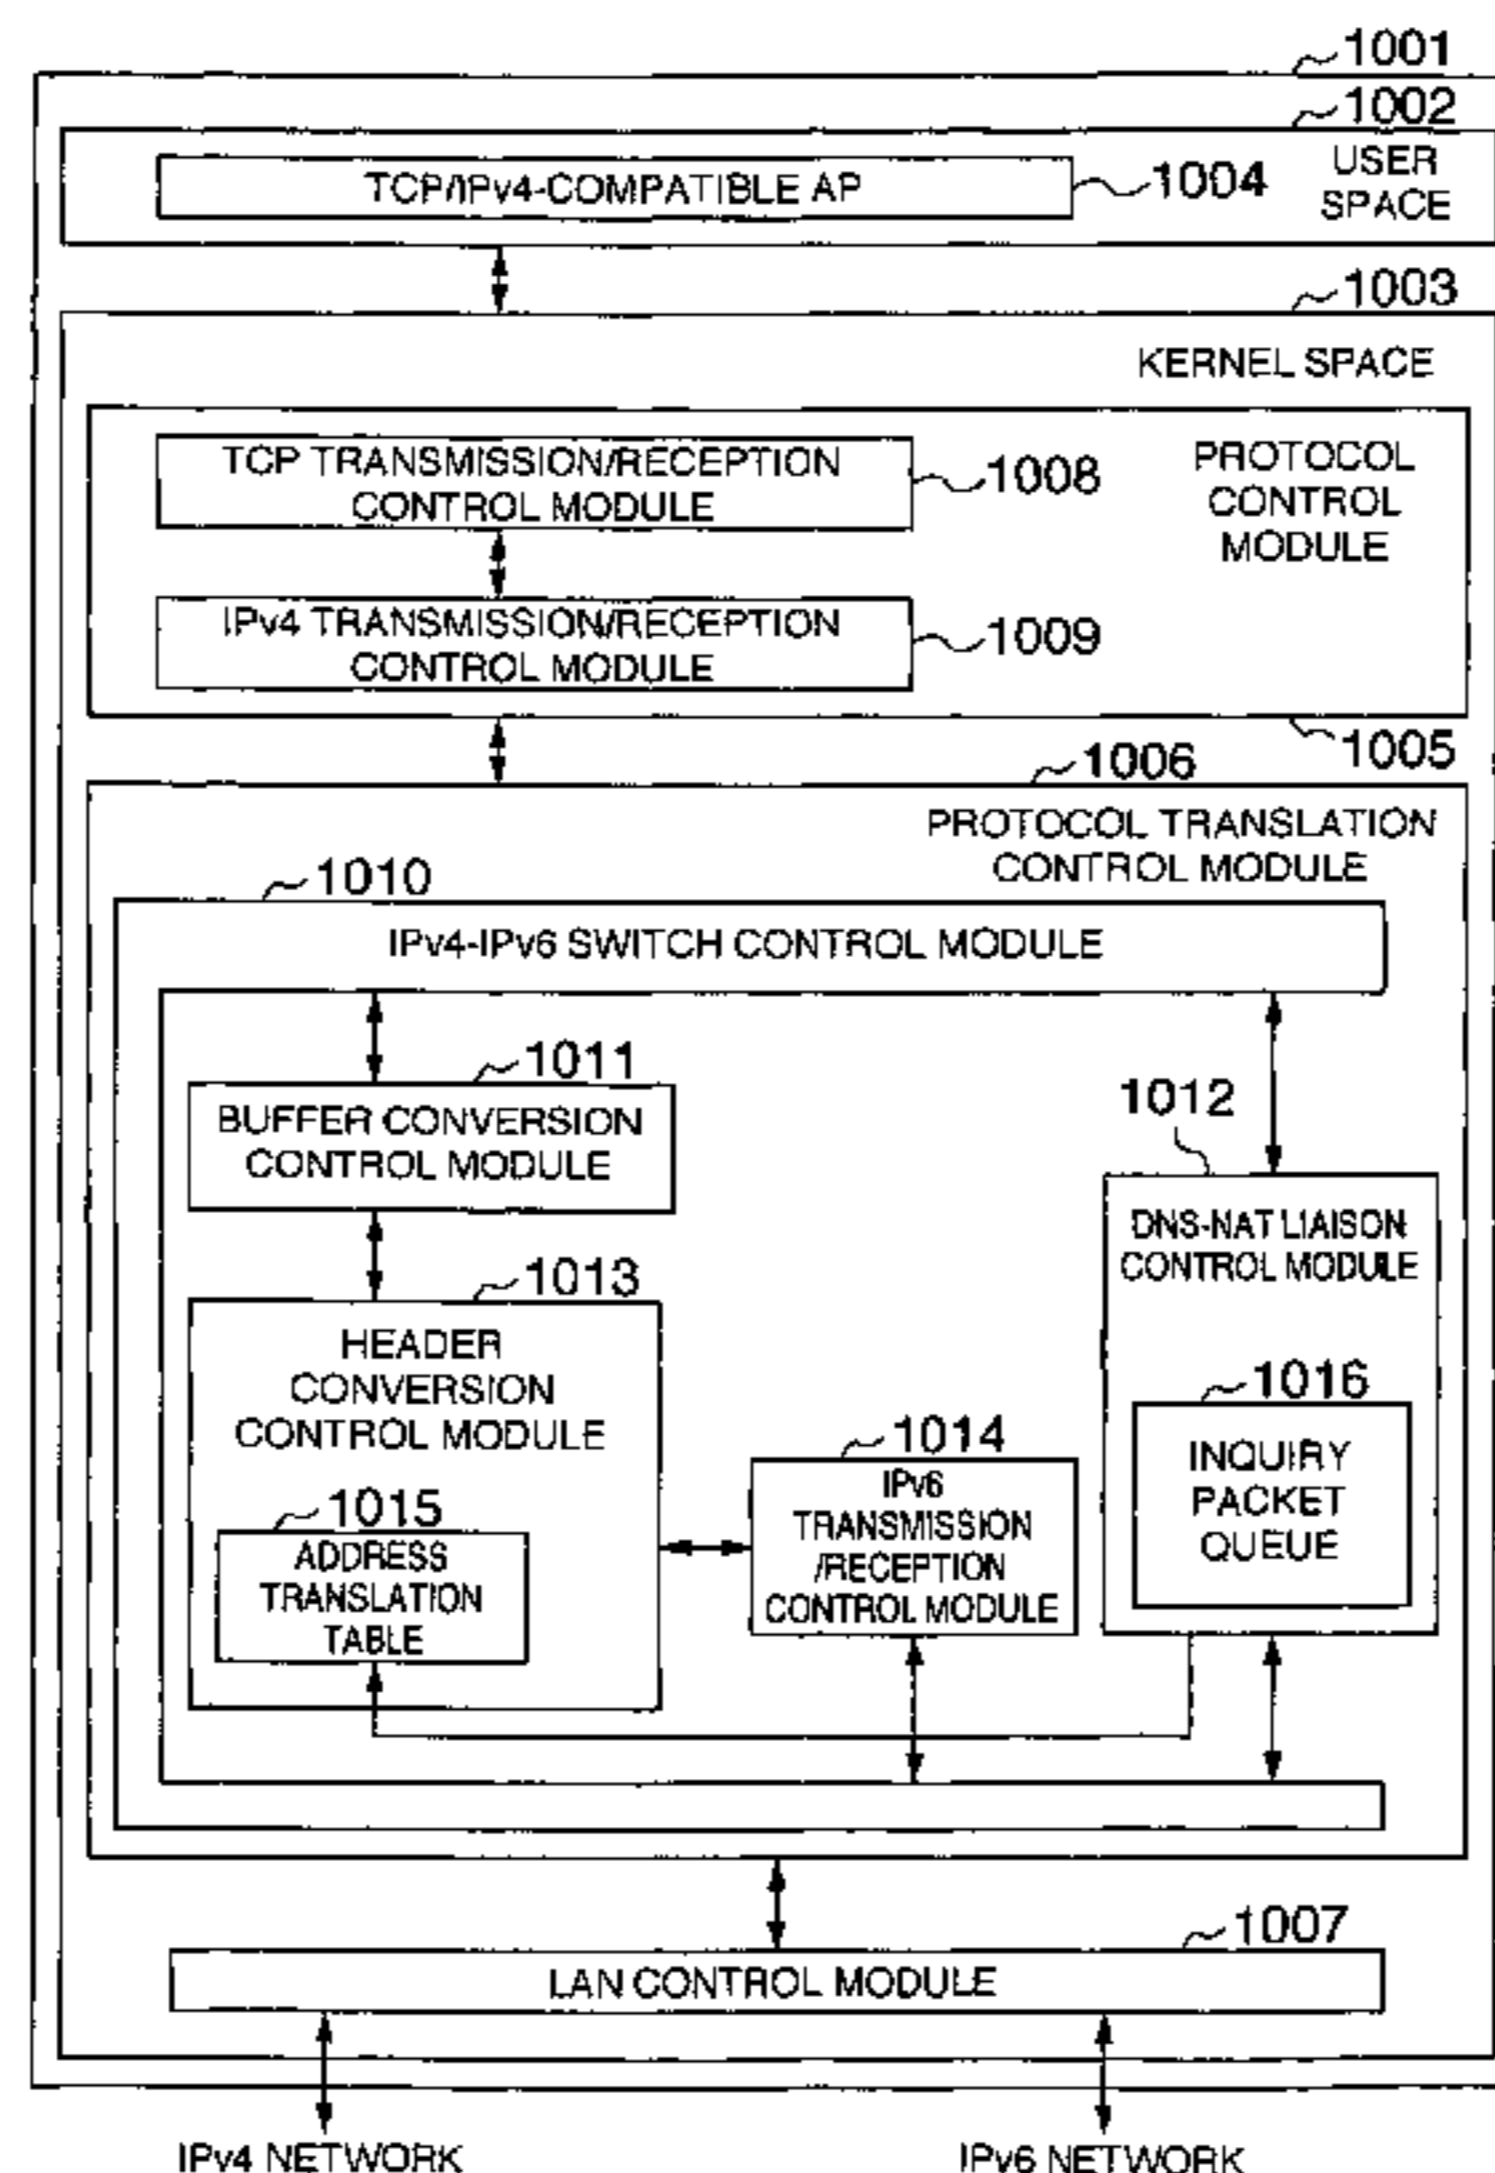 1001
1002
USER
SPACE
TCP/IPv4-COMPATIBLE AP
1004
1003
KERNEL SPACE
TCP TRANSMISSION/RECEPTION
CONTROL MODULE
1008
PROTOCOL
CONTROL
MODULE
IPv4 TRANSMISSION/RECEPTION
CONTROL MODULE
1009
1005
1006
PROTOCOL TRANSLATION
CONTROL MODULE
1010
IPv4-IPv6 SWITCH CONTROL MODULE
1011
BUFFER CONVERSION
CONTROL MODULE
1012
DNS-NAT LIAISON
CONTROL MODULE
1013
HEADER
CONVERSION
CONTROL MODULE
1014
IPv6
TRANSMISSION
/RECEPTION
CONTROL MODULE
1016
INQUIRY
PACKET
QUEUE
1015
ADDRESS
TRANSLATION
TABLE
1007
LAN CONTROL MODULE
IPv4 NETWORK
IPv6 NETWORK